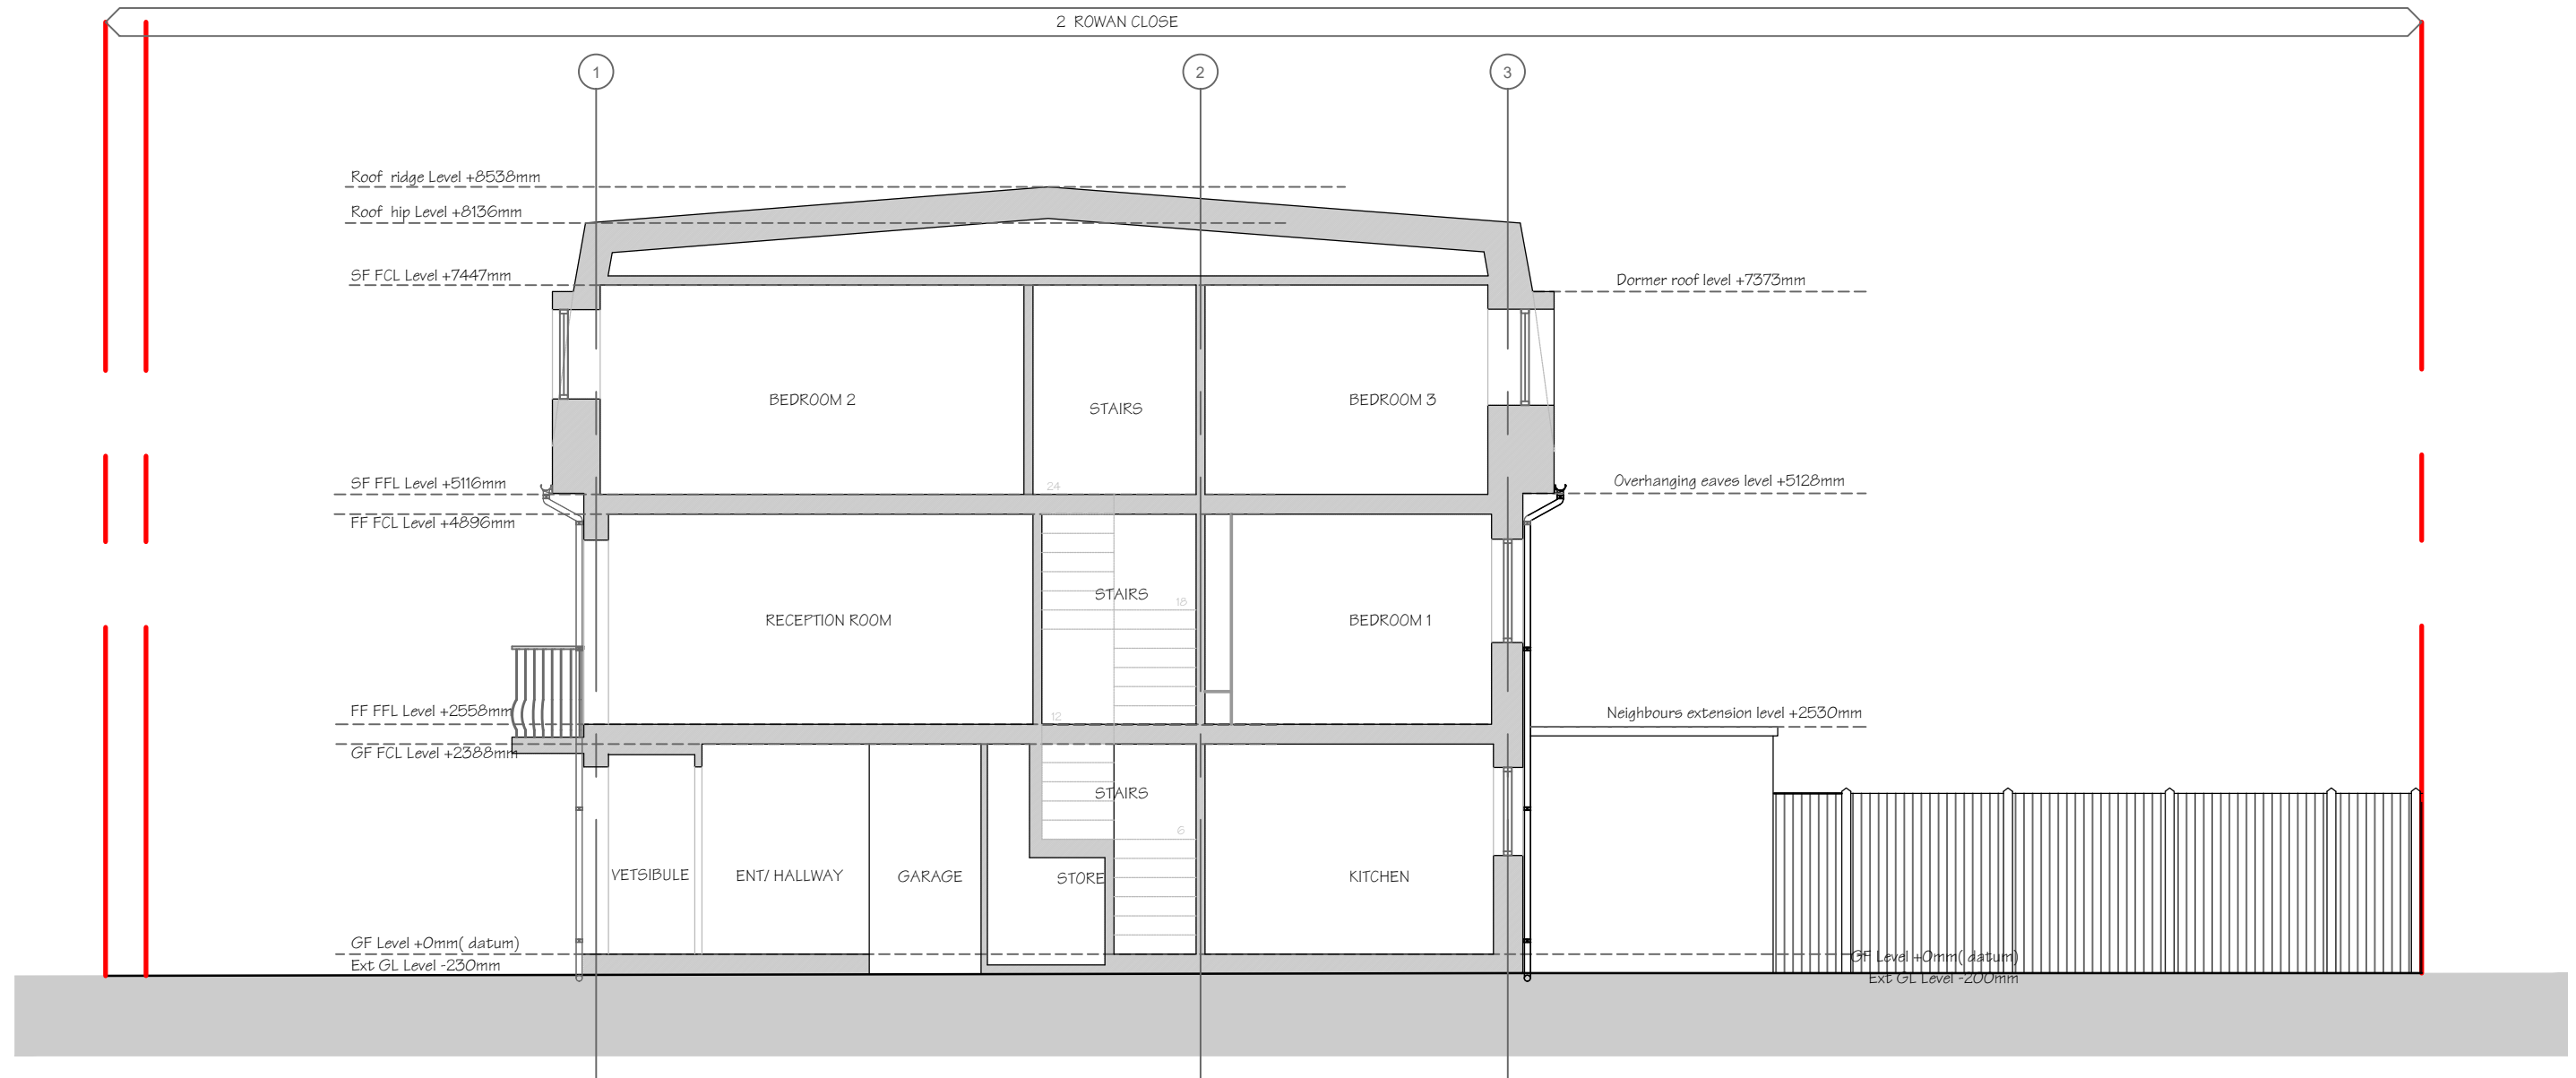 2 ROWAN CLOSE
1
2
3
Roof ridge Level +8538mm
Roof hip Level +8136mm
SF FCL Level +7447mm
Dormer roof level +7373mm
BEDROOM 2
STAIRS
BEDROOM 3
SF FFL Level +5116mm
24
Overhanging eaves level +5128mm
FF FCL Level +4896mm
STAIRS
18
RECEPTION ROOM
BEDROOM 1
FF FFL Level +2558mm
12
Neighbours extension level +2530mm
GF FCL Level +2388mm
STAIRS
6
VETSIBULE
ENT/ HALLWAY
GARAGE
STORE
KITCHEN
GF Level +0mm( datum)
GF Level +0mm( datum)
Ext GL Level -230mm
Ext GL Level -200mm